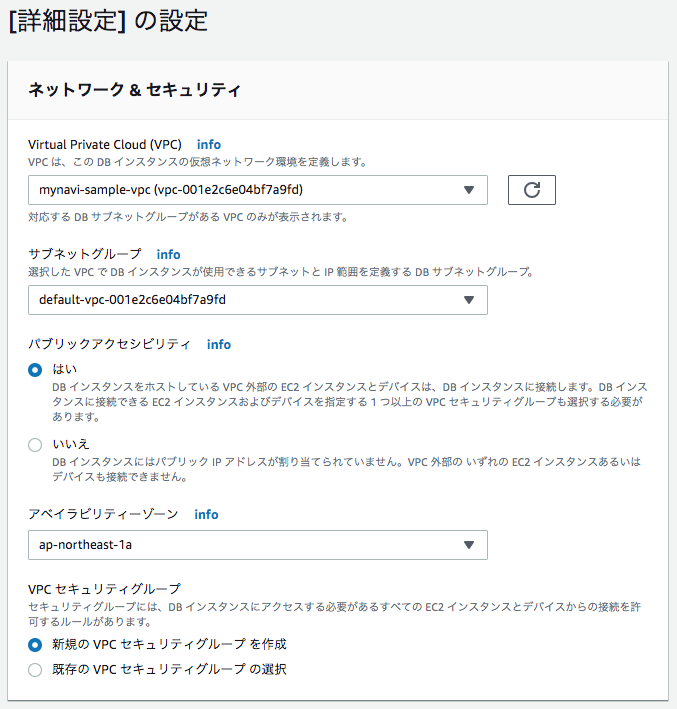 [詳細設定] の設定
ネットワーク & セキュリティ
Virtual Private Cloud (VPC) info
VPC は、この DB インスタンスの仮想ネットワーク環境を定義します。
mynavi-sample-vpc (vpc-001e2c6e04bf7a9fd)
対応する DB サブネットグループがある VPC のみが表示されます。
サブネットグループ info
選択した VPC で DB インスタンスが使用できるサブネットと IP 範囲を定義する DB サブネットグループ。
default-vpc-001e2c6e04bf7a9fd
パブリックアクセシビリティ info
はい
DB インスタンスをホストしている VPC 外部の EC2 インスタンスとデバイスは、DB インスタンスに接続します。DB インス
タンスに接続できる EC2 インスタンスおよびデバイスを指定する 1 つ以上の VPC セキュリティグループも選択する必要が
あります。
いいえ
DB インスタンスにはパブリック IP アドレスが割り当てられていません。VPC 外部の いずれの EC2 インスタンスあるいは
デバイスも接続できません。
アベイラビリティーゾーン info
ap-northeast-1a
VPC セキュリティグループ
セキュリティグループには、DB インスタンスにアクセスする必要があるすべての EC2 インスタンスとデバイスからの接続を許
可するルールがあります。
新規の VPC セキュリティグループ を作成
既存の VPC セキュリティグループ の選択